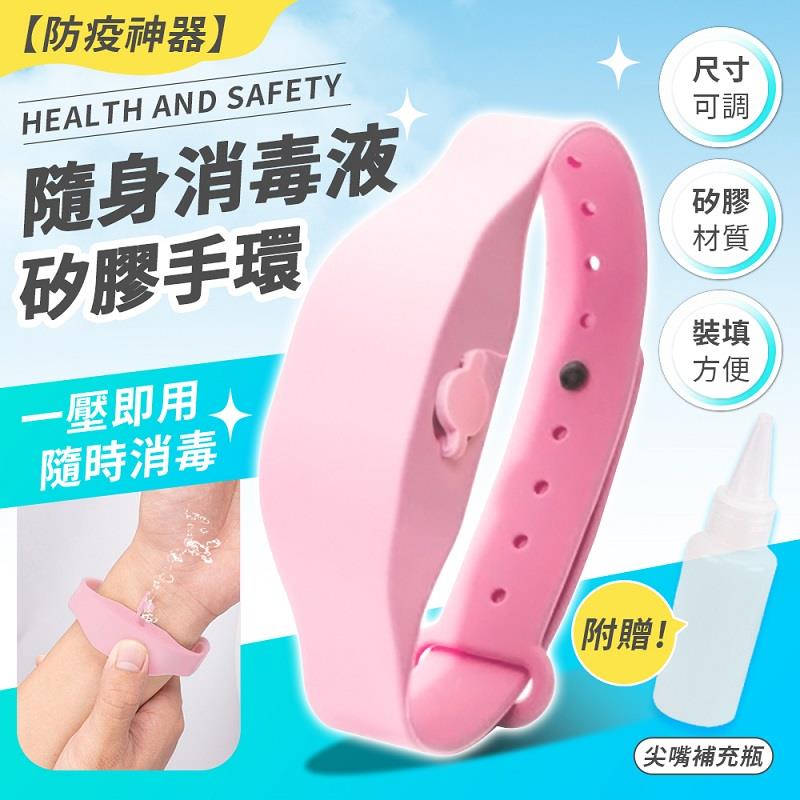 【防疫神器】
HEALTH AND SAFETY
隨身消毒液
矽膠手環
一壓即用
隨時消毒
尺寸
可調
矽膠
材質
裝填
方便
附贈!
尖嘴補充瓶